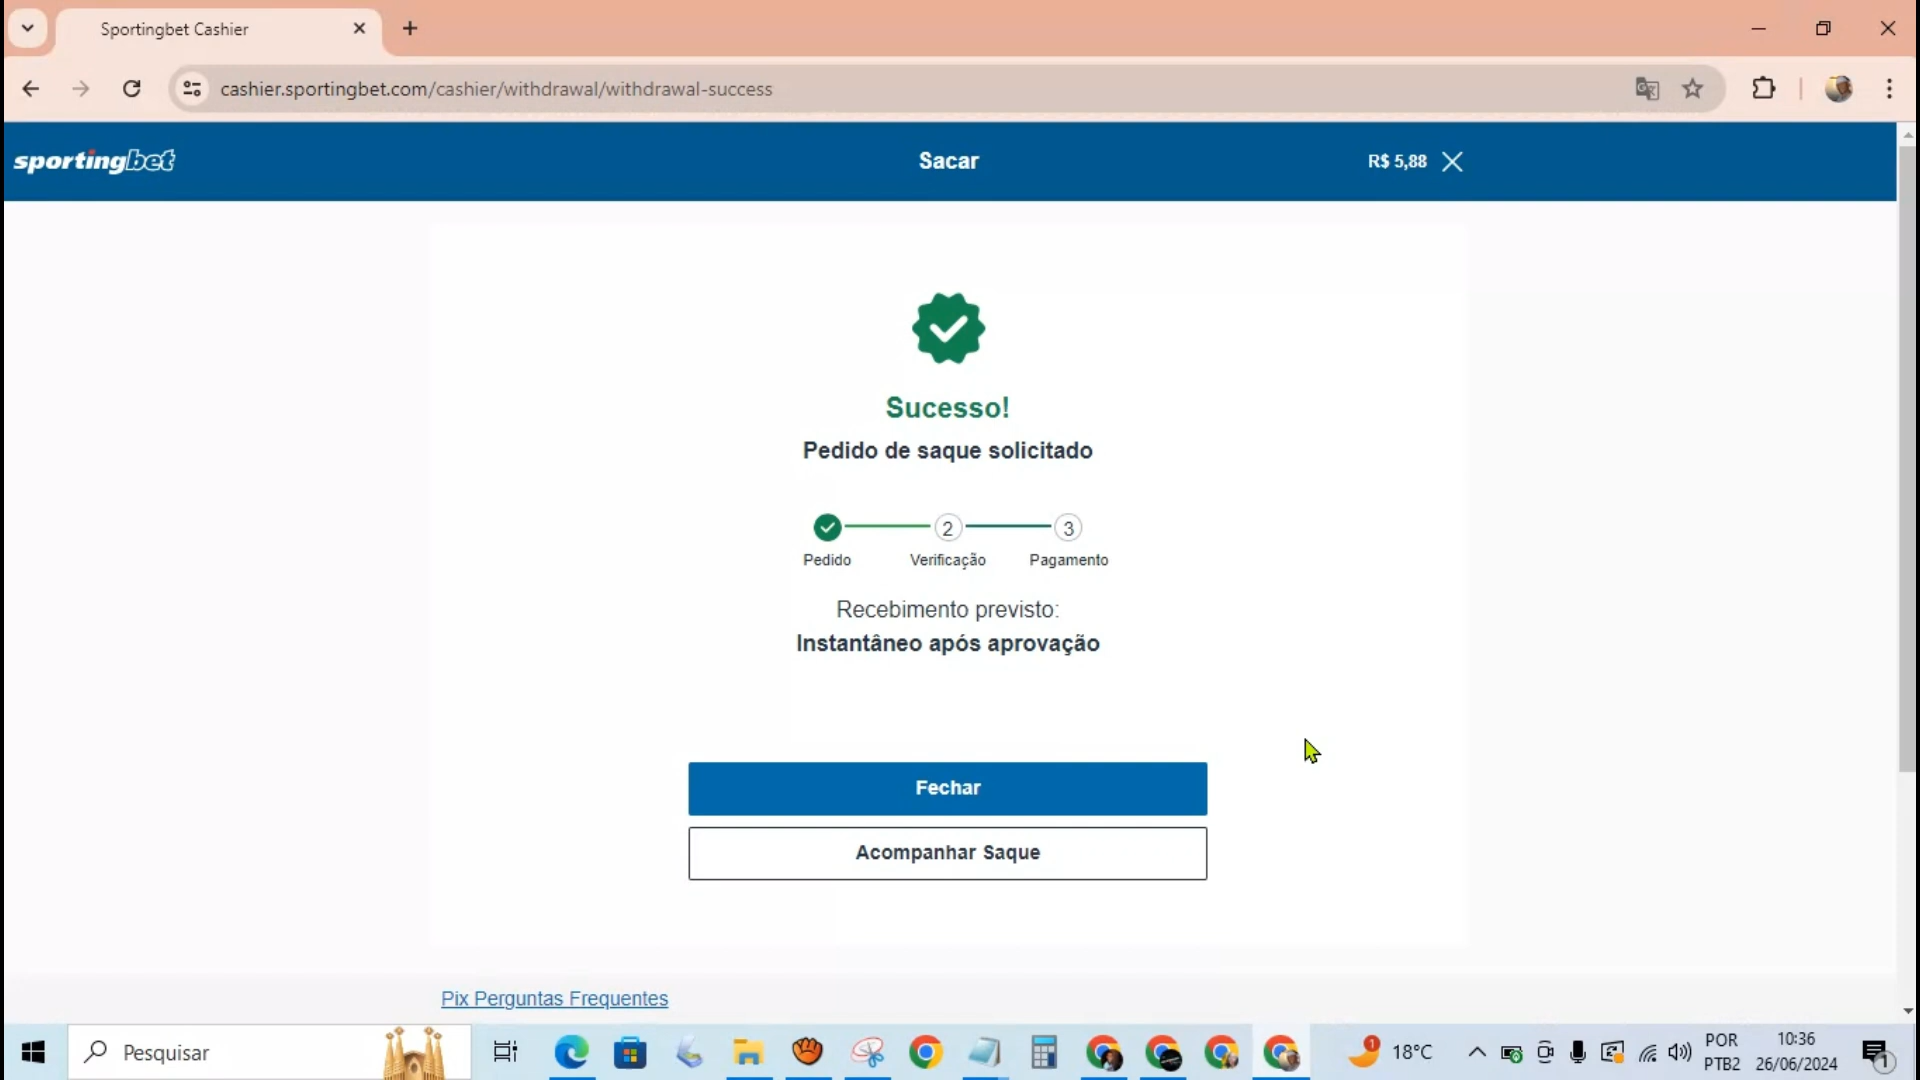 Sportingbet Cashier
cashier.sportingbet.com/cashier/withdrawal/withdrawal-success
sportingbet
Sacar
R$ 5,88
Sucesso!
Pedido de saque solicitado
2
3
Pedido
Verificação
Pagamento
Recebimento previsto:
Instantâneo após aprovação
Fechar
Acompanhar Saque
Pix Perguntas Frequentes
Pesquisar
1
18°C
POR
PTB2
10:36
26/06/2024
1